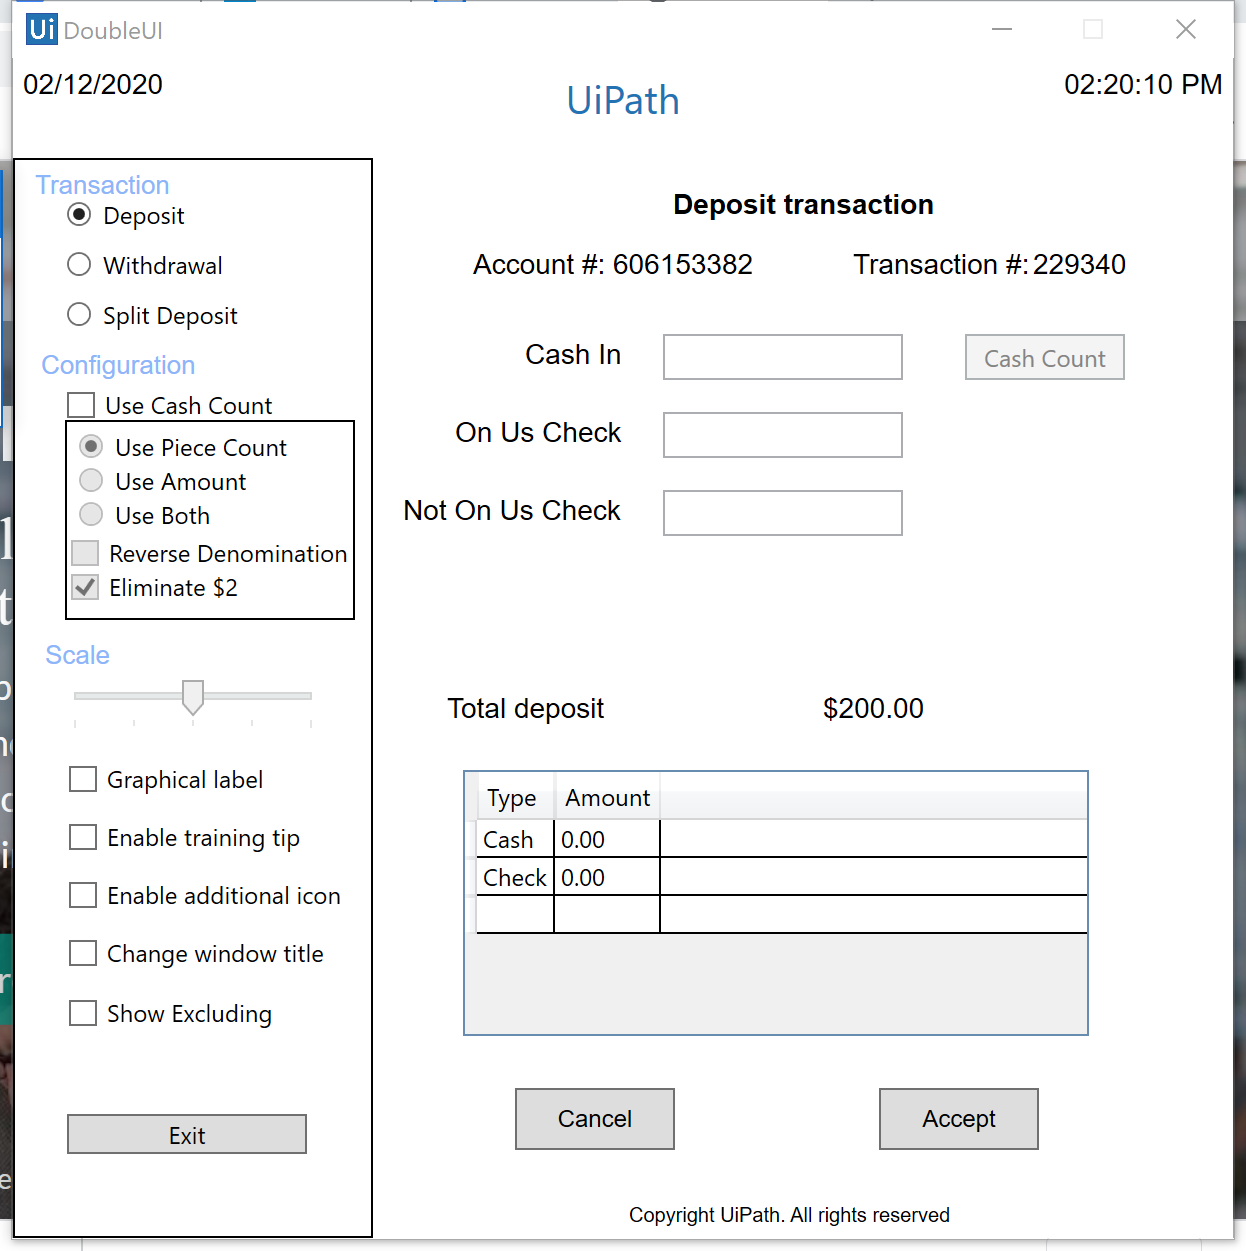 Ui DoubleUI
02/12/2020
UiPath
02:20:10 PM
Transaction
Deposit
Withdrawal
Split Deposit
Configuration
Use Cash Count
Use Piece Count
Use Amount
Use Both
Reverse Denomination
Eliminate $2
Scale
Graphical label
Enable training tip
Enable additional icon
Change window title
Show Excluding
Exit
Deposit transaction
Account #: 606153382 Transaction #: 229340
Cash In
Cash Count
On Us Check
Not On Us Check
Total deposit $200.00
Type Amount
Cash 0.00
Check 0.00
Cancel Accept
Copyright UiPath. All rights reserved